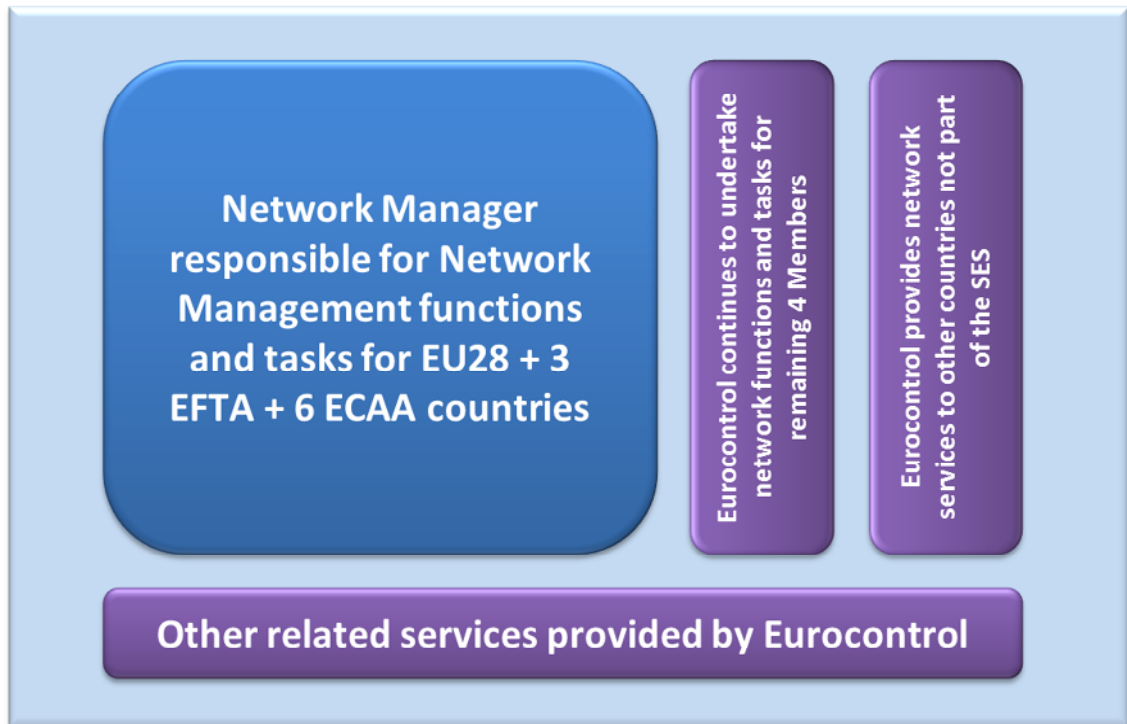 Network Manager
responsible for Network
Management functions
and tasks for EU28 + 3
EFTA + 6 ECAA countries
Eurocontrol continues to undertake
network functions and tasks for
remaining 4 Members
Eurocontrol provides network
services to other countries not part
of the SES
Other related services provided by Eurocontrol